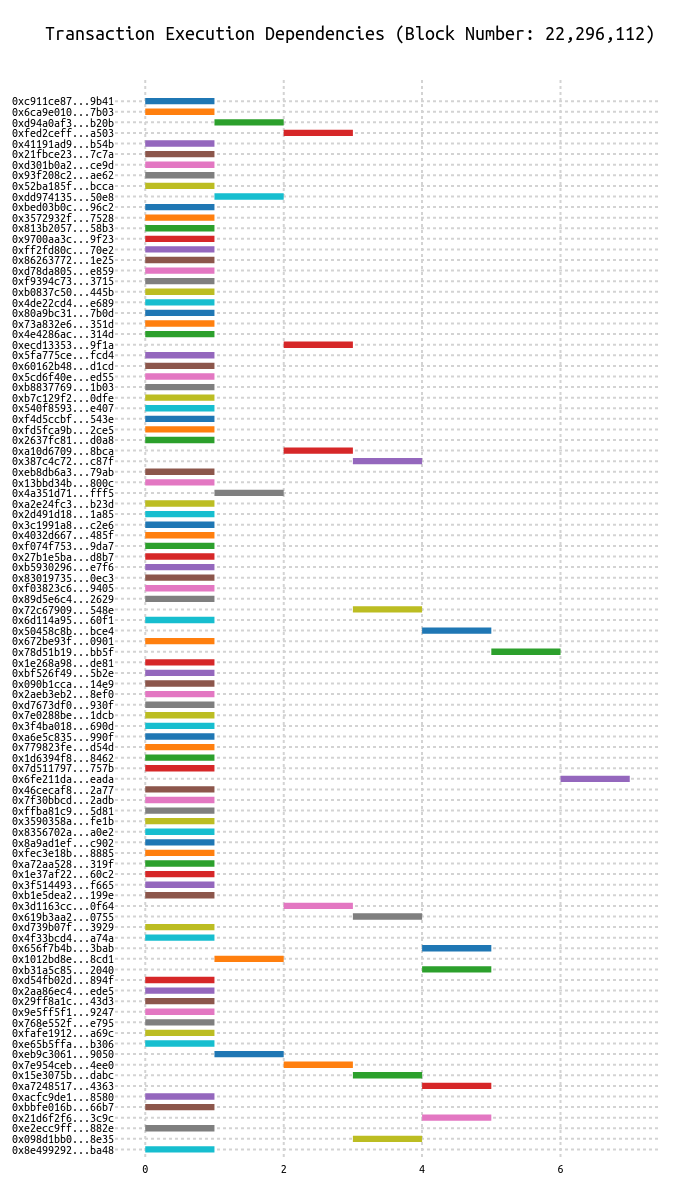 Transaction Execution Dependencies (Block Number: 22,296,112)
0xc911ce87...9b41
0x6ca9e010...7b03
0xd94a0af3...b20b
0xfed2ceff...a503
0x41191ad9...b54b
0x21fbce23...7c7a
0xd301b0a2...ce9d
0x93f208c2...ae62
0x52ba185f...bcca
0xdd974135...50e8
0xbed03b0c...96c2
0x3572932f...7528
0x813b2057...58b3
0x9700aa3c...9f23
0xff2fd80c...70e2
0x86263772...1e25
0xd78da805...e859
0xf9394c73...3715
0xb0837c50...445b
0x4de22cd4...e689
0x80a9bc31...7b0d
0x73a832e6...351d
0x4e4286ac...314d
0xecd13353...9f1a
0x5fa775ce...fcd4
0x60162b48...d1cd
0x5cd6f40e...ed55
0xb8837769...1b03
0xb7c129f2...0dfe
0x540f8593...e407
0xf4d5ccbf...543e
0xfd5fca9b...2ce5
0x2637fc81...d0a8
0xa10d6709...8bca
0x387c4c72...c87f
0xeb8db6a3...79ab
0x13bbd34b...800c
0x4a351d71...fff5
0xa2e24fc3...b23d
0x2d491d18...1a85
0x3c1991a8...c2e6
0x4032d667...485f
0xf074f753...9da7
0x27b1e5ba...d8b7
0xb5930296...e7f6
0x83019735...0ec3
0xf03823c6...9405
0x89d5e6c4...2629
0x72c67909...548e
0x6d114a95...60f1
0x50458c8b...bce4
0x672be93f...0901
0x78d51b19...bb5f
0x1e268a98...de81
0xbf526f49...5b2e
0x090b1cca...14e9
0x2aeb3eb2...8ef0
0xd7673df0...930f
0x7e0288be...1dcb
0x3f4ba018...690d
0xa6e5c835...990f
0x779823fe...d54d
0x1d6394f8...8462
0x7d511797...757b
0x6fe211da...eada
0x46cecaf8...2a77
0x7f30bbcd...2adb
0xffba81c9...5d81
0x3590358a...fe1b
0x8356702a...a0e2
0x8a9ad1ef...c902
0xfec3e18b...8885
0xa72aa528...319f
0x1e37af22...60c2
0x3f514493...f665
0xb1e5dea2...199e
0x3d1163cc...0f64
0x619b3aa2...0755
0xd739b07f...3929
0x4f33bcd4...a74a
0x656f7b4b...3bab
0x1012bd8e...8cd1
0xb31a5c85...2040
0xd54fb02d...894f
0x2aa86ec4...ede5
0x29ff8a1c...43d3
0x9e5ff5f1...9247
0x768e552f...e795
0xfafe1912...a69c
0xe65b5ffa...b306
0xeb9c3061...9050
0x7e954ceb...4ee0
0x15e3075b...dabc
0xa7248517...4363
0xacfc9de1...8580
0xbbfe016b...66b7
0x21d6f2f6...3c9c
0xe2ecc9ff...882e
0x098d1bb0...8e35
0x8e499292...ba48
0 2 4 6